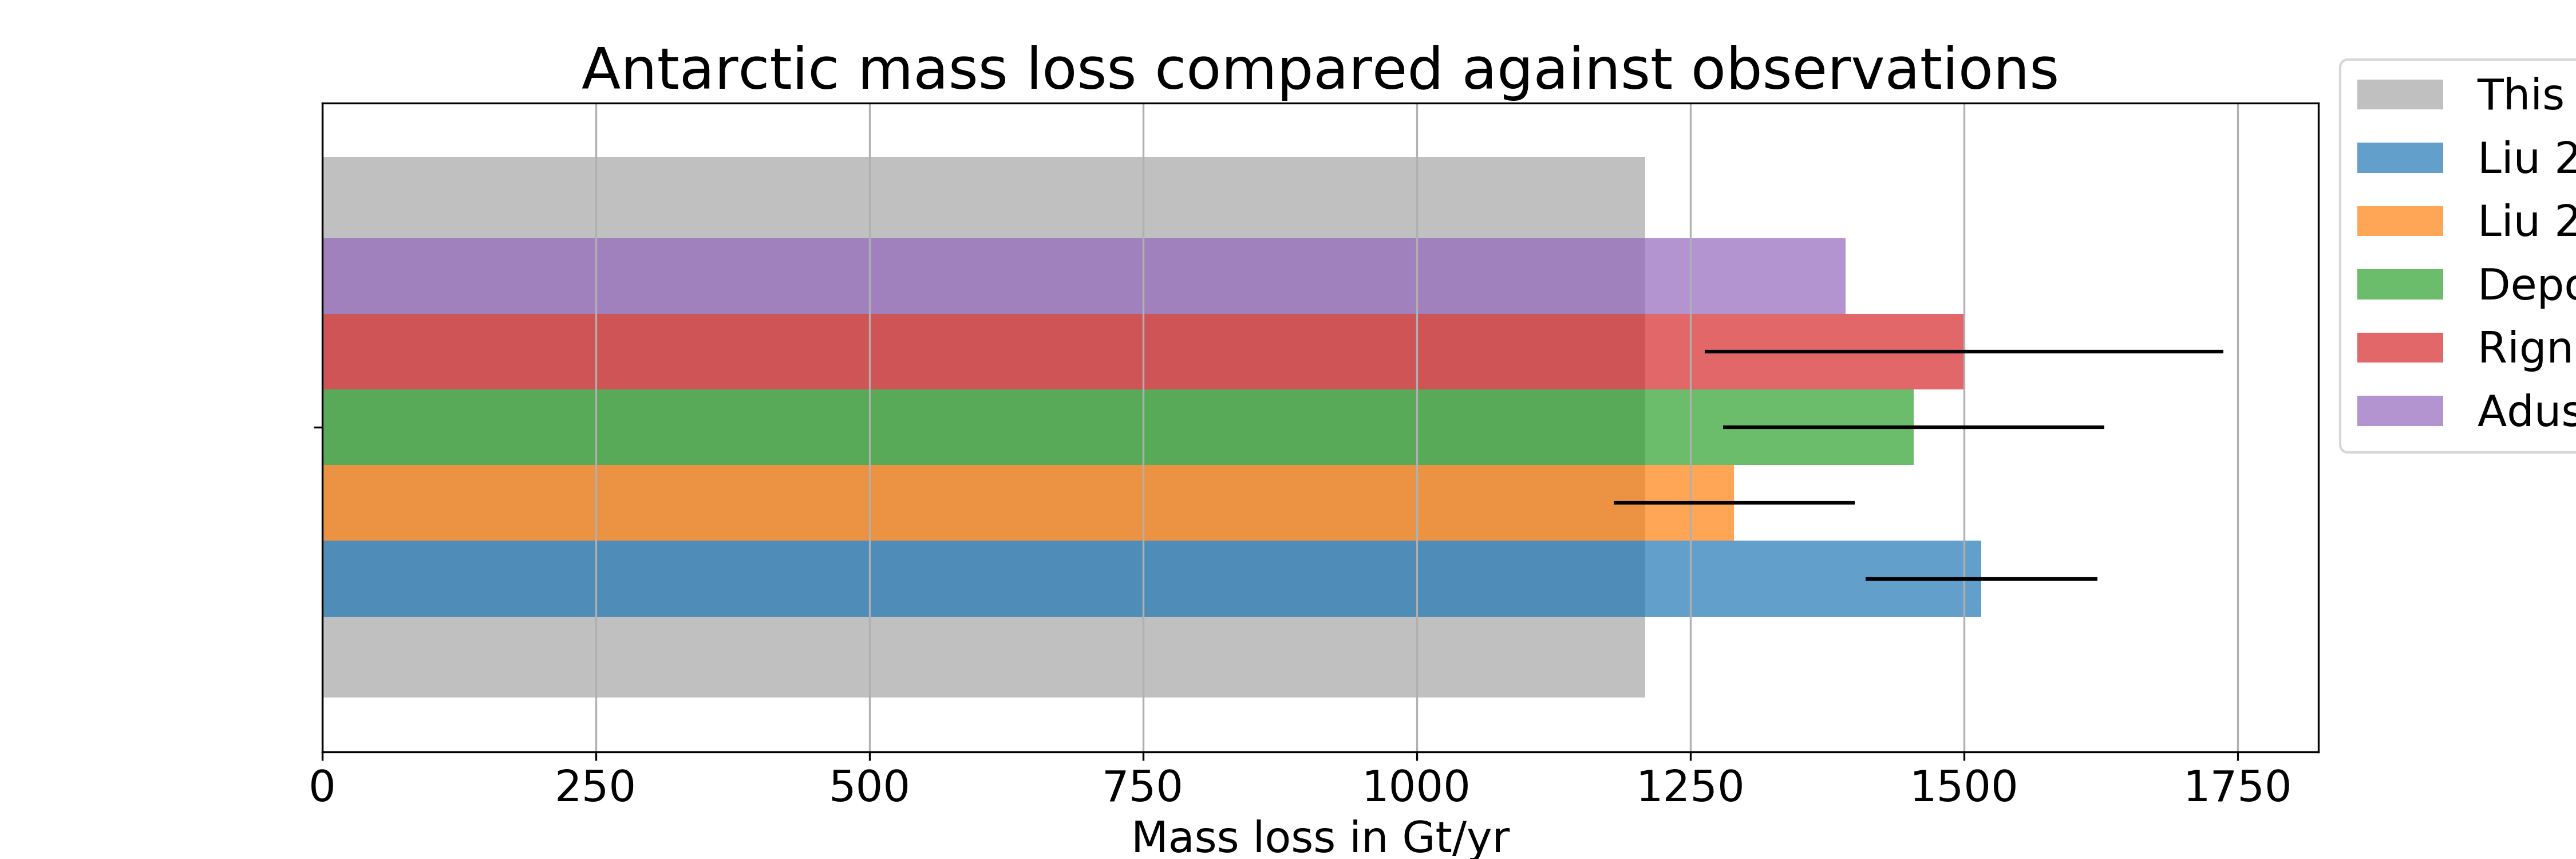 Antarctic mass loss compared against observations
This
Liu 2
Liu 2
Depo
Rign
Adus
0 250 500 750 1000 1250 1500 1750
Mass loss in Gt/yr